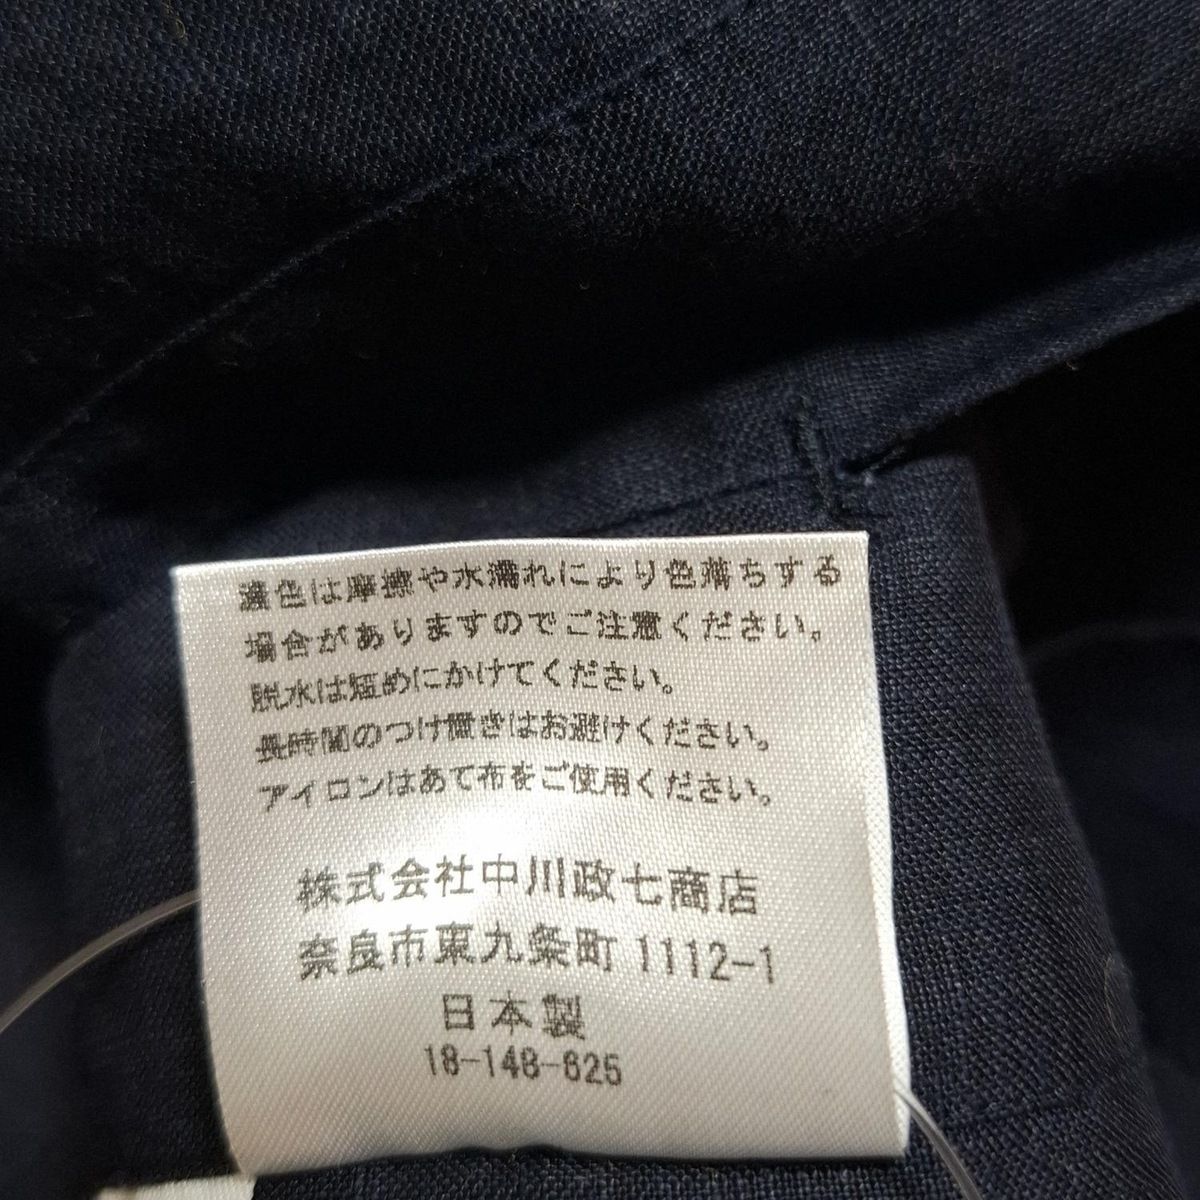 濃色は摩擦や水濡れにより色落ちする
場合がありますのでご注意ください。
脱水は短めにかけてください。
長時間のつけ置きはお避けください。
アイロンはあて布をご使用ください。
株式会社中川政七商店
奈良市東九条町1112-1
日本製
18-148-625